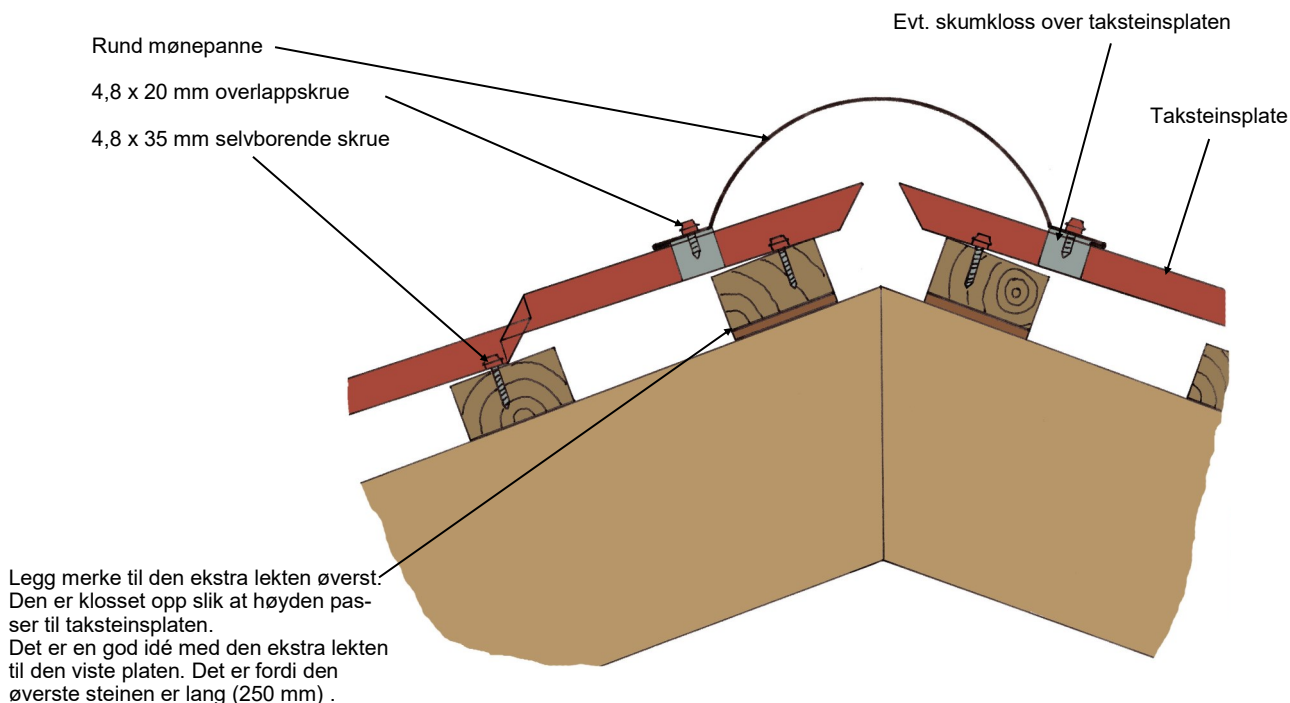 Evt. skumkloss over taksteinsplaten
Rund mønepanne
4,8 x 20 mm overlappskrue
Taksteinsplate
4,8 x 35 mm selvborende skrue
Legg merke til den ekstra lekten øverst.
Den er klosset opp slik at høyden pas-
ser til taksteinsplaten.
Det er en god idé med den ekstra lekten
til den viste platen. Det er fordi den
øverste steinen er lang (250 mm) .